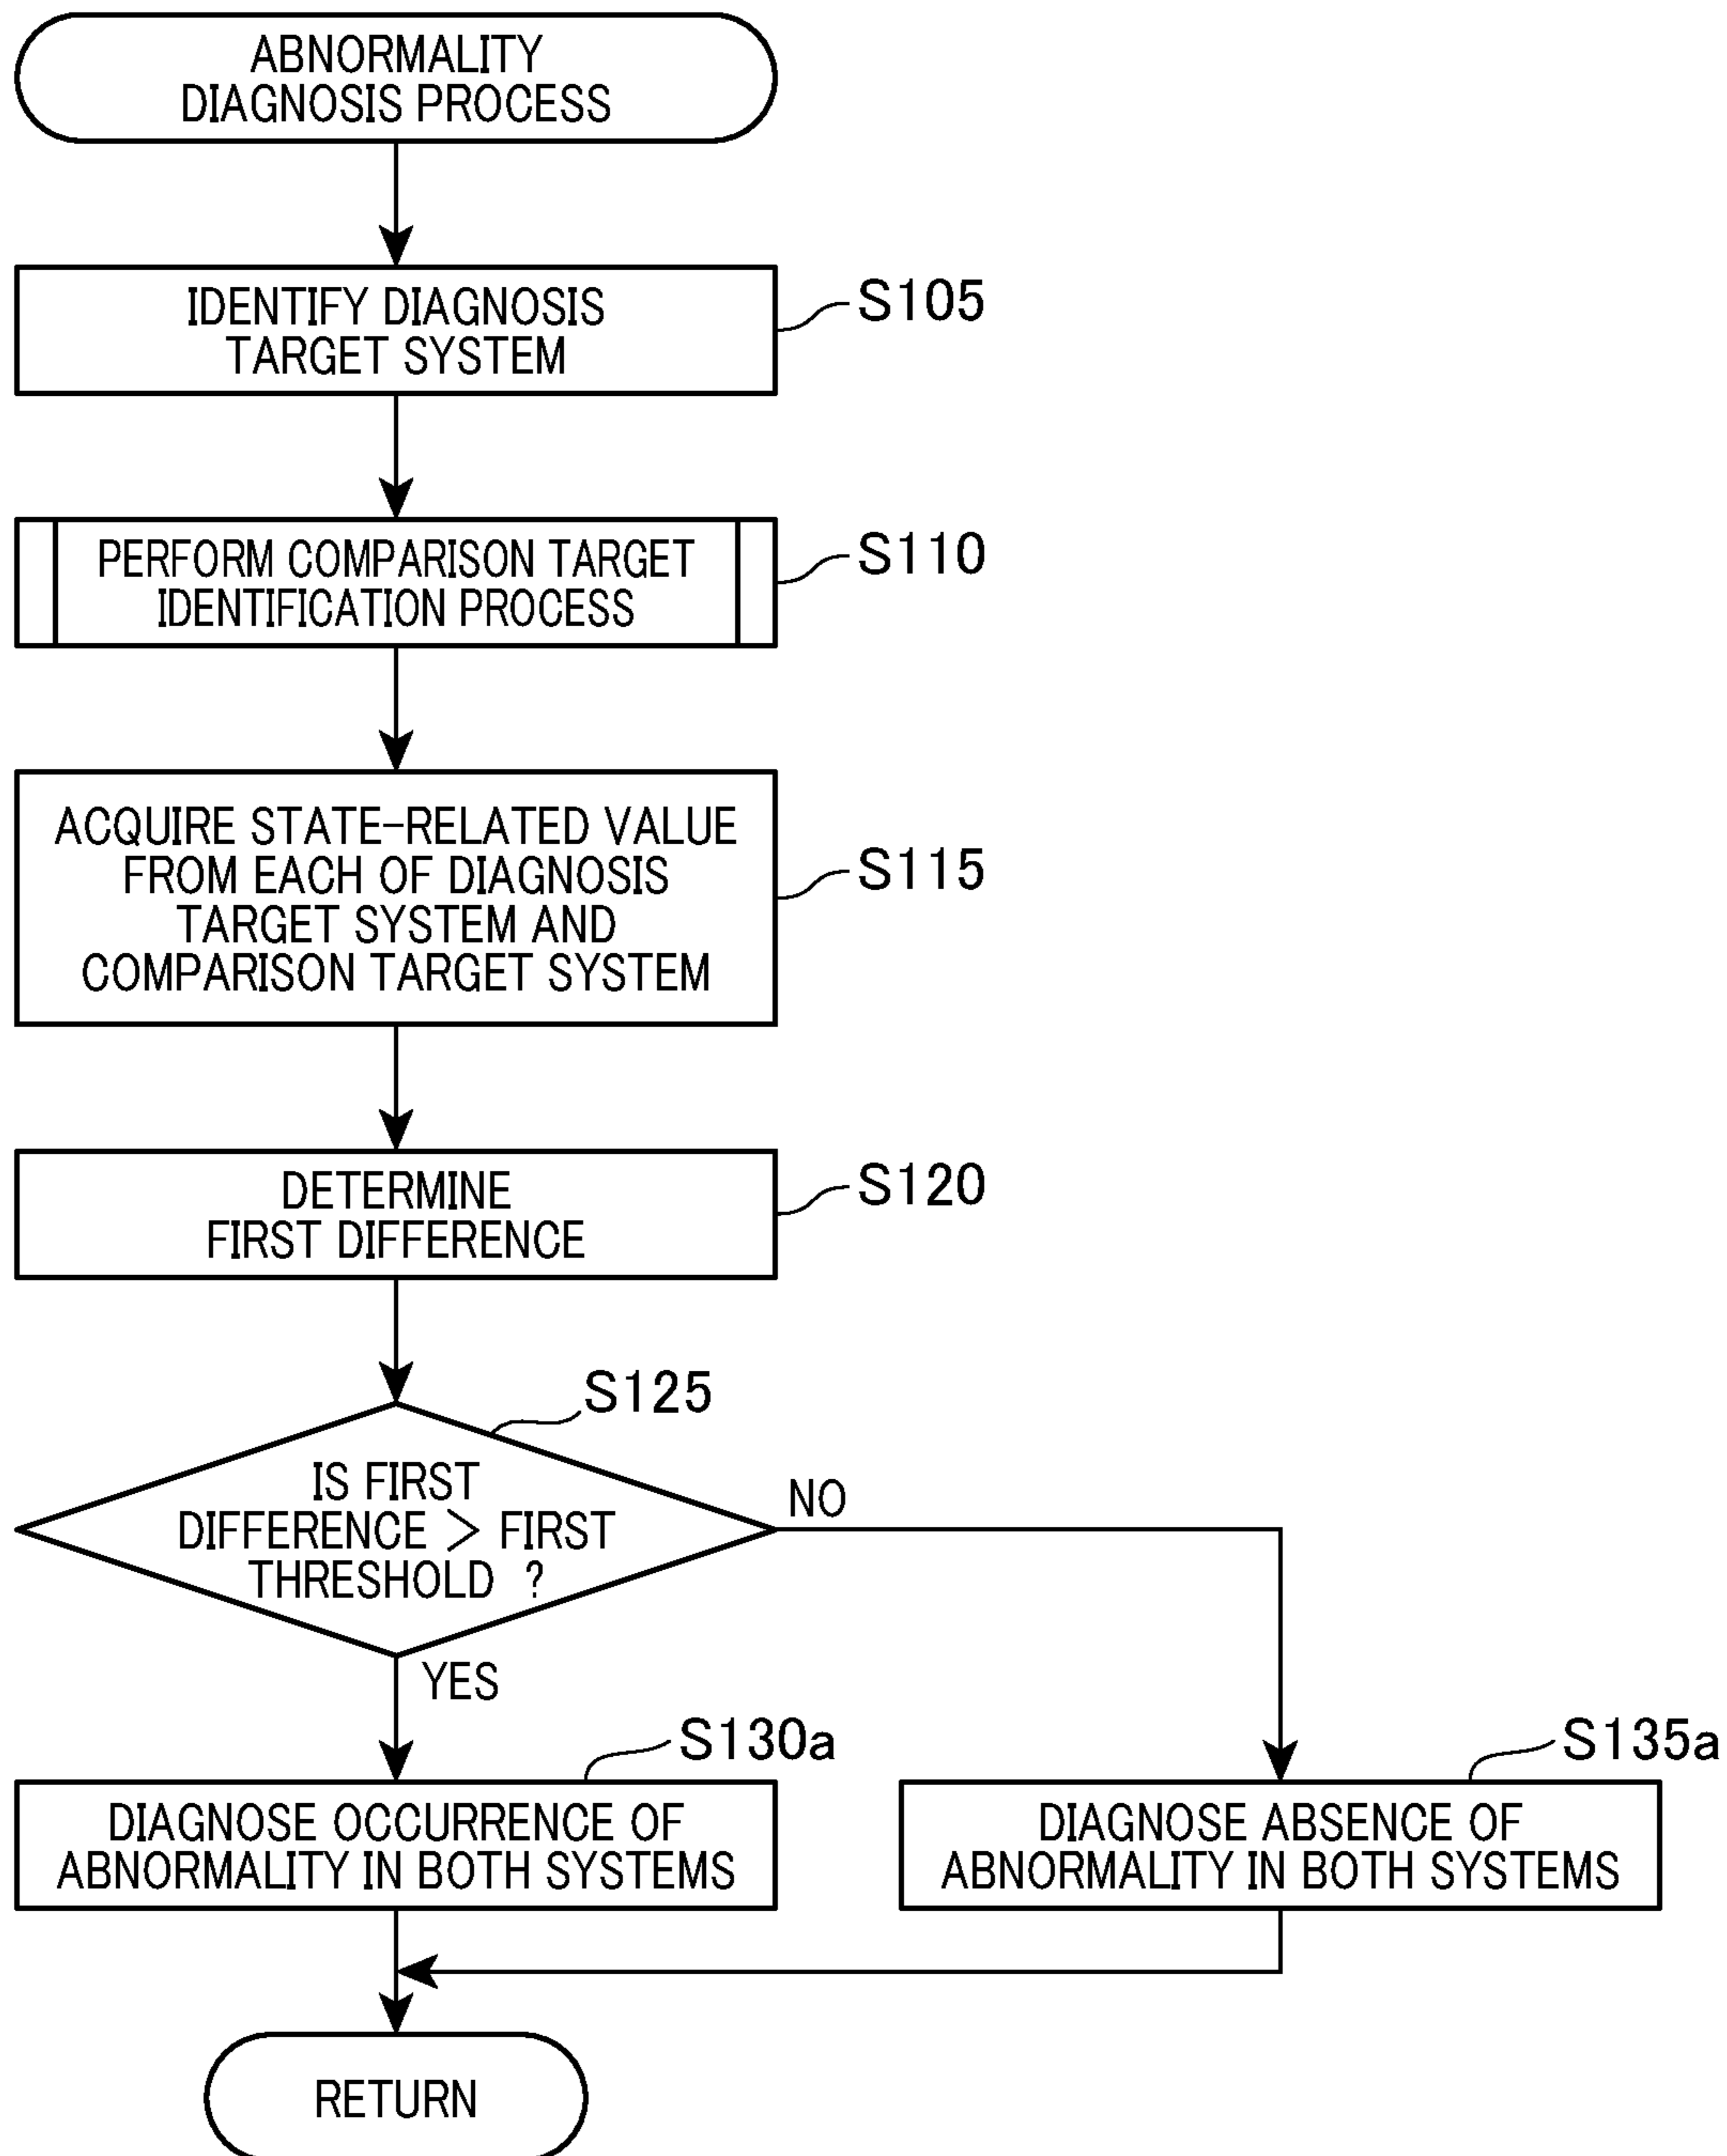 ABNORMALITY
DIAGNOSIS PROCESS
IDENTIFY DIAGNOSIS
TARGET SYSTEM
S105
PERFORM COMPARISON TARGET
IDENTIFICATION PROCESS
S110
ACQUIRE STATE-RELATED VALUE
FROM EACH OF DIAGNOSIS
TARGET SYSTEM AND
COMPARISON TARGET SYSTEM
S115
DETERMINE
FIRST DIFFERENCE
S120
S125
IS FIRST
DIFFERENCE > FIRST
THRESHOLD ?
NO
YES
S130a
DIAGNOSE OCCURRENCE OF
ABNORMALITY IN BOTH SYSTEMS
S135a
DIAGNOSE ABSENCE OF
ABNORMALITY IN BOTH SYSTEMS
RETURN